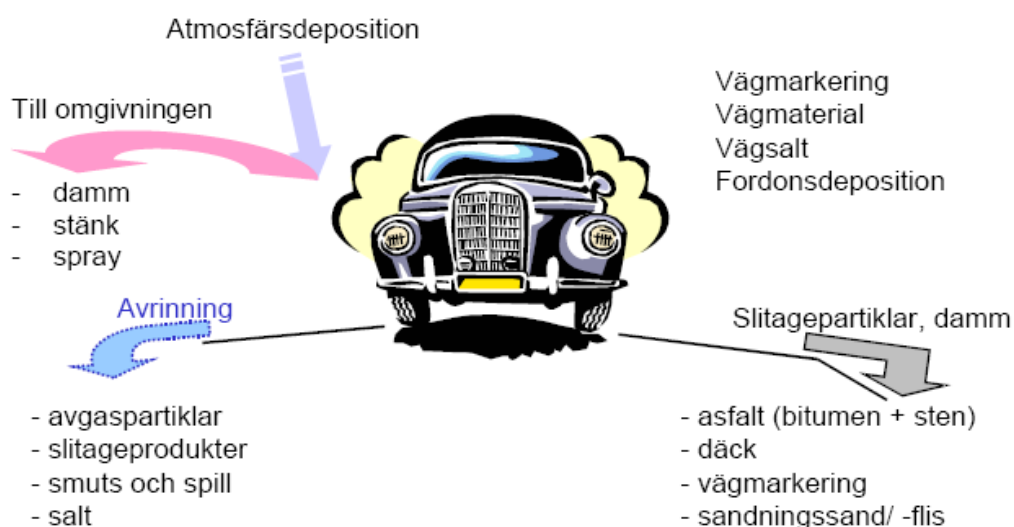 Atmosfärsdeposition
Till omgivningen
- damm
- stänk
- spray
Vägmarkering
Vägmaterial
Vägsalt
Fordonsdeposition
Avrinning
- avgaspartiklar
- slitageprodukter
- smuts och spill
- salt
Slitagepartiklar, damm
- asfalt (bitumen + sten)
- däck
- vägmarkering
- sandningssand/ -flis